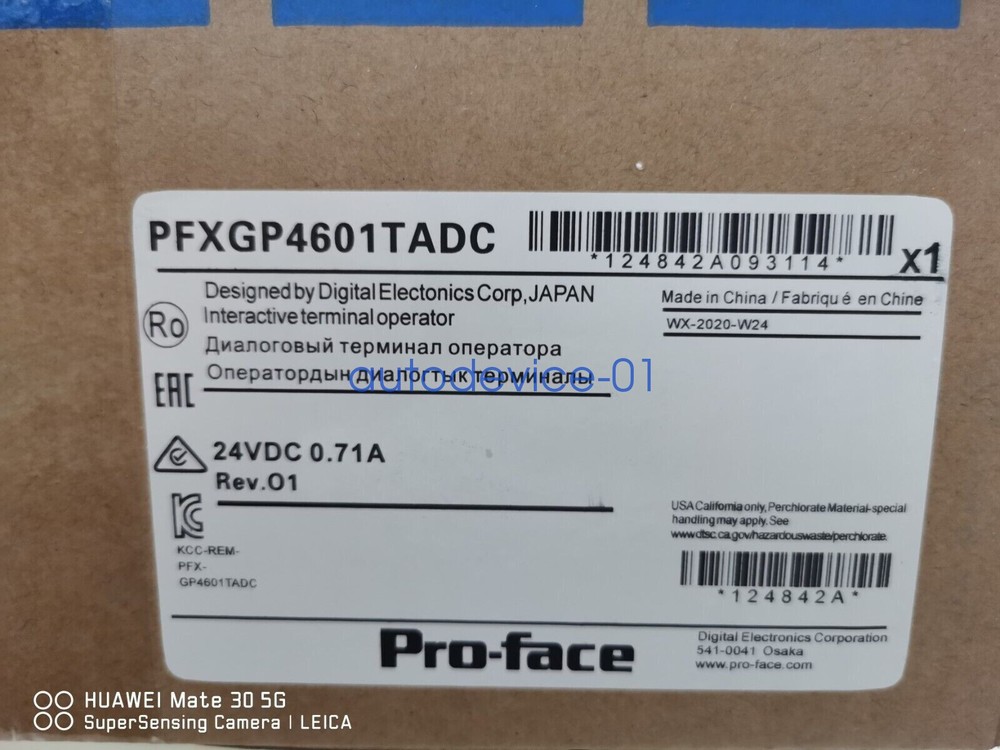 PFXGP4601TADC
*124842A093114*
x1
Designed by Digital Electonics Corp,JAPAN
Interactive terminal operator
Диалоговый терминал оператора
Оператордын диалогтык терминалы
autodevice-01
Made in China / Fabriqu é en Chine
WX-2020-W24
Ro
EAC
24VDC 0.71A
Rev.01
KCC-REM-
PFX-
GP4601TADC
USA California only, Perchlorate Material-special
handling may apply. See
www.dtsc.ca.gov/hazardouswaste/perchlorate.
*124842A*
Pro-face
Digital Electronics Corporation
541-0041 Osaka
www.pro-face.com
HUAWEI Mate 30 5G
SuperSensing Camera | LEICA